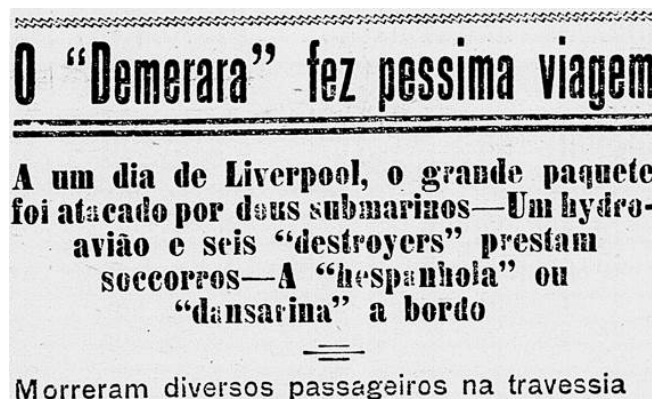 O “Demerara” fez pessima viagem
A um dia de Liverpool, o grande paquete
foi atacado por dous submarinos—Um hydro-
avião e seis “destroyers” prestam
soccorros—A “hespanhola” ou
“dansarina” a bordo
Morreram diversos passageiros na travessia